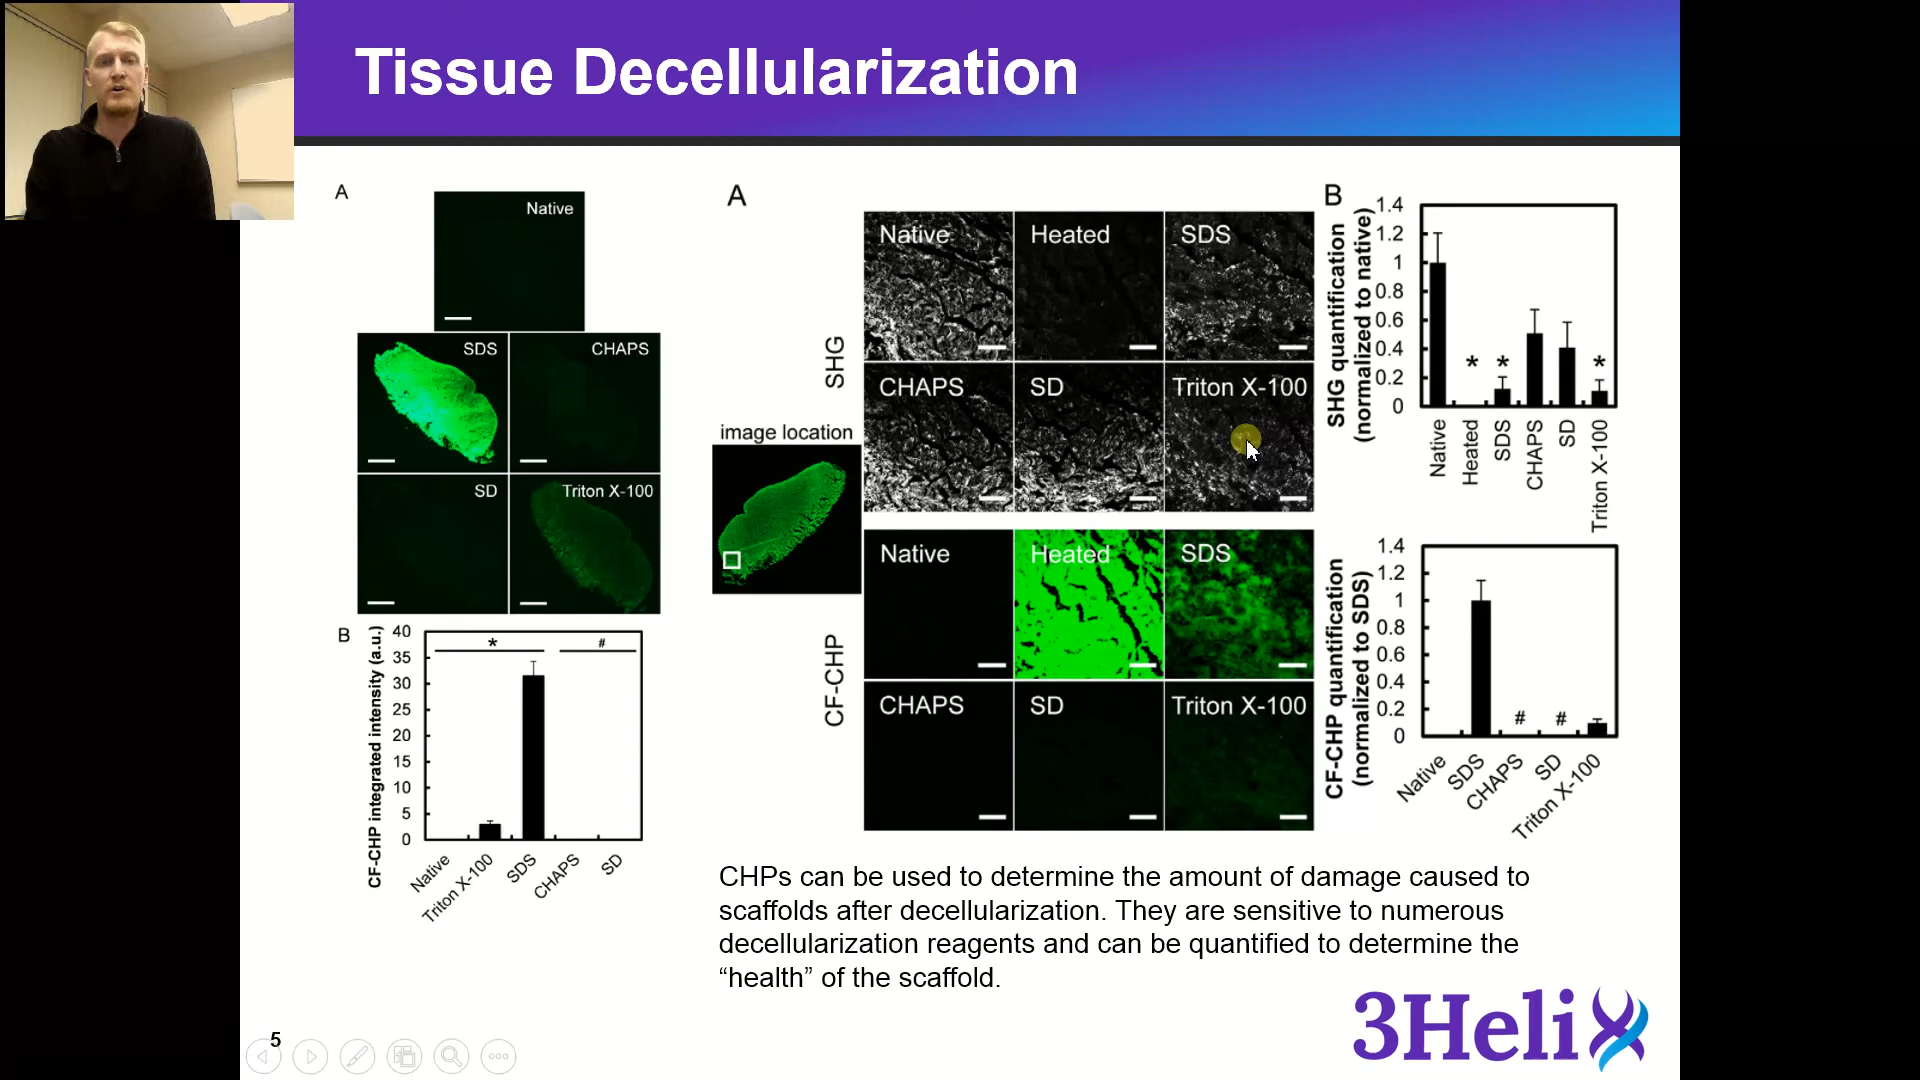 Tissue Decellularization
A
Native
SDS
CHAPS
SD
Triton X-100
B
CF-CHP integrated intensity (a.u.)
40
35
30
25
20
15
10
5
0
*
#
Native
Triton X-100
SDS
CHAPS
SD
A
image location
SHG
Native
Heated
SDS
CHAPS
SD
Triton X-100
CF-CHP
Native
Heated
SDS
CHAPS
SD
Triton X-100
B
SHG quantification
(normalized to native)
1.4
1.2
1
0.8
0.6
0.4
0.2
0
* * *
Native
Heated
SDS
CHAPS
SD
Triton X-100
CF-CHP quantification
(normalized to SDS)
1.4
1.2
1
0.8
0.6
0.4
0.2
0
# #
Native
SDS
CHAPS
SD
Triton X-100
CHPs can be used to determine the amount of damage caused to
scaffolds after decellularization. They are sensitive to numerous
decellularization reagents and can be quantified to determine the
“health” of the scaffold.
5
3Helix